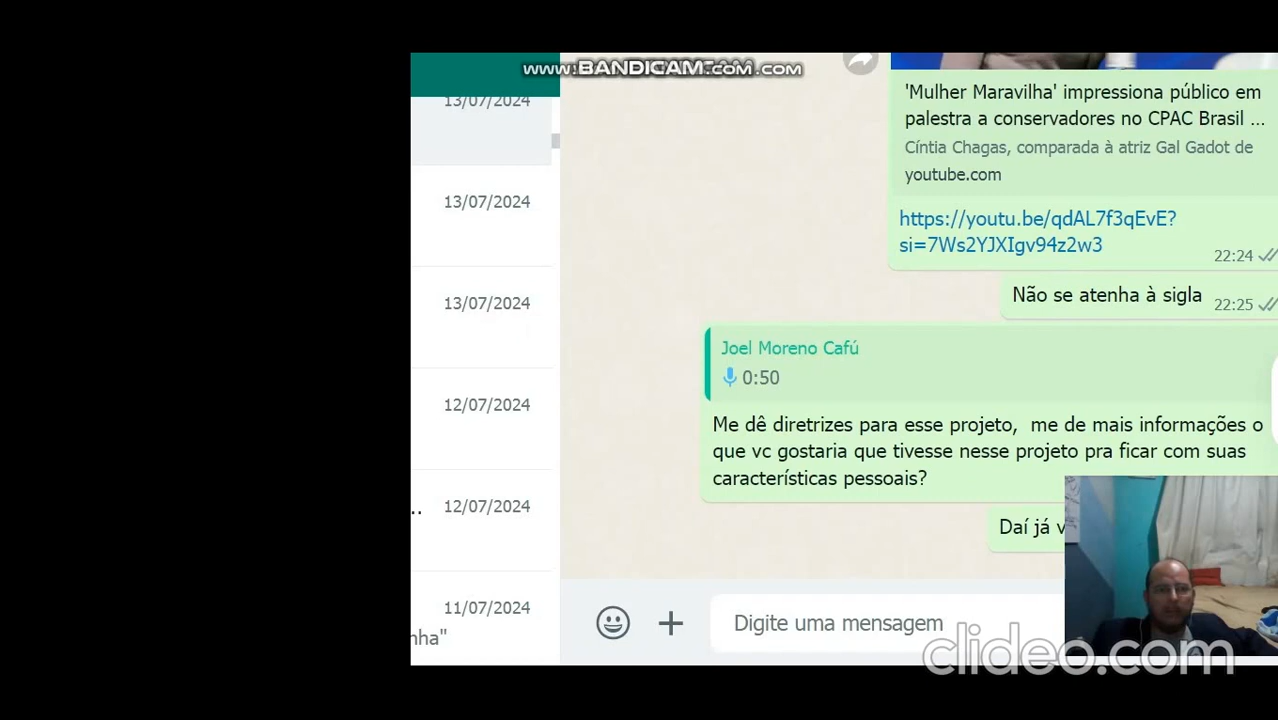 www.BANDICAM.com.com
13/07/2024
13/07/2024
13/07/2024
12/07/2024
.. 12/07/2024
11/07/2024
nha"
'Mulher Maravilha' impressiona público em
palestra a conservadores no CPAC Brasil ...
Cíntia Chagas, comparada à atriz Gal Gadot de
youtube.com
https://youtu.be/qdAL7f3qEvE?
si=7Ws2YJXIgv94z2w3
22:24
Não se atenha à sigla
22:25
Joel Moreno Cafú
0:50
Me dê diretrizes para esse projeto, me de mais informações o
que vc gostaria que tivesse nesse projeto pra ficar com suas
características pessoais?
Daí já v
Digite uma mensagem
clideo.com